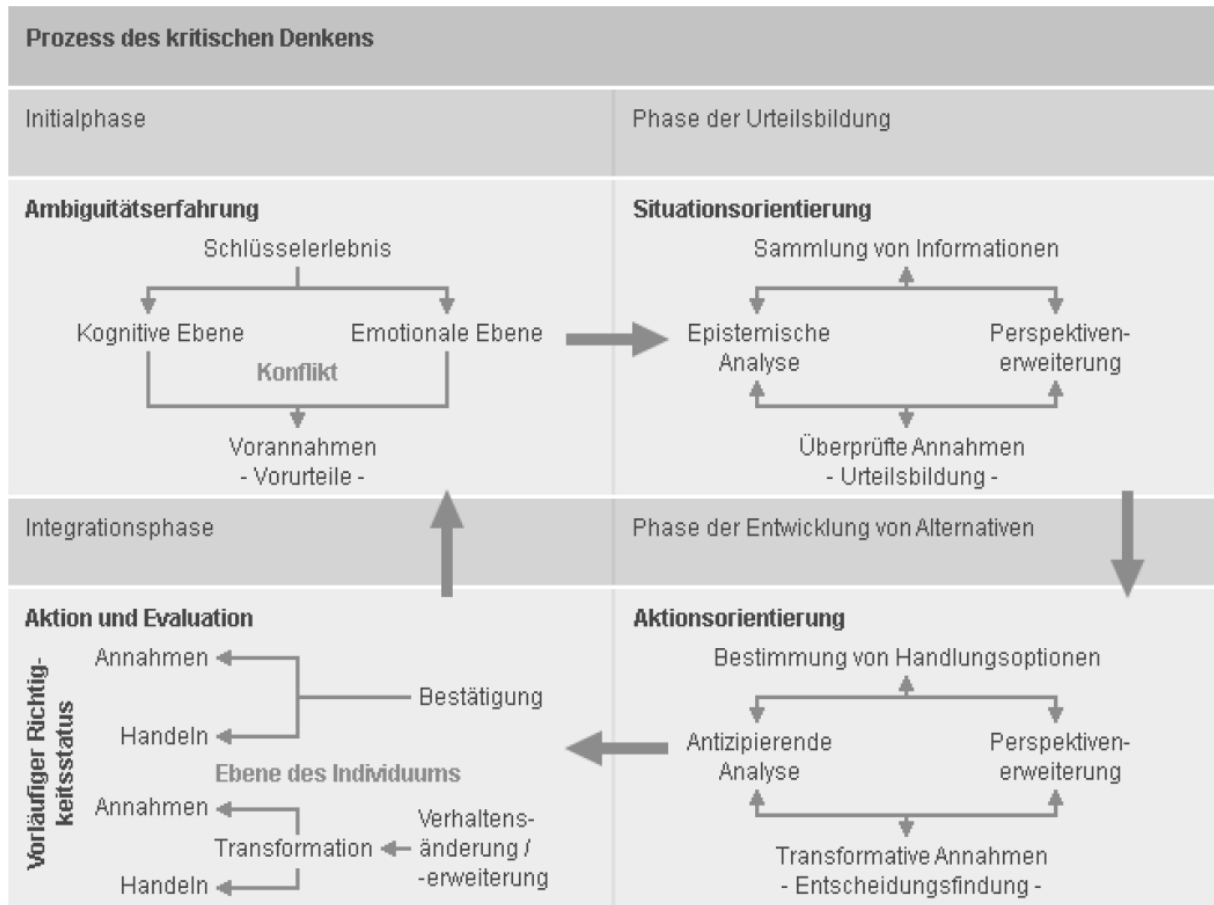 Prozess des kritischen Denkens
Initialphase
Phase der Urteilsbildung
Ambiguitätserfahrung
Schlüsselerlebnis
Kognitive Ebene
Emotionale Ebene
Konflikt
Vorannahmen
- Vorurteile -
Situationsorientierung
Sammlung von Informationen
Epistemische
Analyse
Perspektiven-
erweiterung
Überprüfte Annahmen
- Urteilsbildung -
Integrationsphase
Phase der Entwicklung von Alternativen
Aktion und Evaluation
Vorläufiger Richtig-
keitsstatus
Annahmen
Bestätigung
Handeln
Ebene des Individuums
Annahmen
Transformation
Verhaltens-
änderung /
-erweiterung
Handeln
Aktionsorientierung
Bestimmung von Handlungsoptionen
Antizipierende
Analyse
Perspektiven-
erweiterung
Transformative Annahmen
- Entscheidungsfindung -